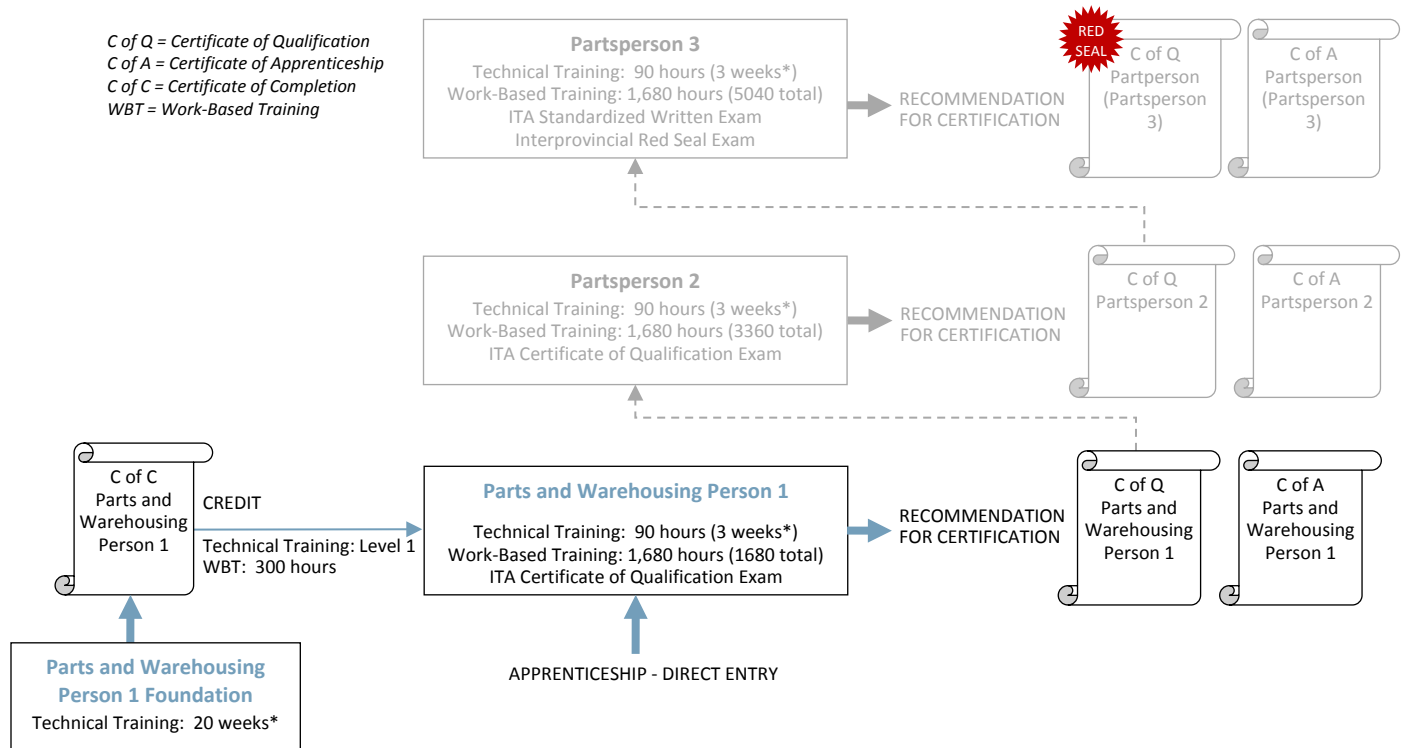 C of Q = Certificate of Qualification
C of A = Certificate of Apprenticeship
C of C = Certificate of Completion
WBT = Work-Based Training
Partsperson 3
Technical Training:  90 hours (3 weeks*)
Work-Based Training: 1,680 hours (5040 total)
ITA Standardized Written Exam
Interprovincial Red Seal Exam
RECOMMENDATION
FOR CERTIFICATION
RED
SEAL
C of Q
Partperson
(Partsperson
3)
C of A
Partsperson
(Partsperson
3)
Partsperson 2
Technical Training:  90 hours (3 weeks*)
Work-Based Training: 1,680 hours (3360 total)
ITA Certificate of Qualification Exam
RECOMMENDATION
FOR CERTIFICATION
C of Q
Partsperson 2
C of A
Partsperson 2
C of C
Parts and
Warehousing
Person 1
CREDIT
Technical Training: Level 1
WBT:  300 hours
Parts and Warehousing Person 1
Technical Training:  90 hours (3 weeks*)
Work-Based Training: 1,680 hours (1680 total)
ITA Certificate of Qualification Exam
RECOMMENDATION
FOR CERTIFICATION
C of Q
Parts and
Warehousing
Person 1
C of A
Parts and
Warehousing
Person 1
Parts and Warehousing
Person 1 Foundation
Technical Training:  20 weeks*
APPRENTICESHIP - DIRECT ENTRY